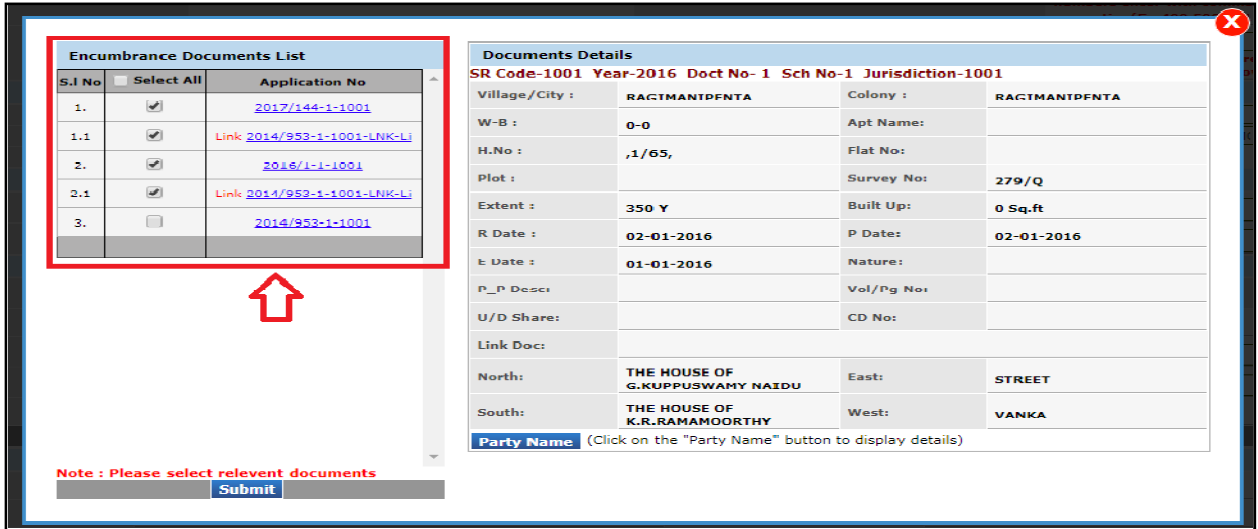 X
Encumbrance Documents List
S.l No Select All Application No
1. 2017/144-1-1001
1.1 Link 2014/953-1-1001-LNK-Li
2. 2016/1-1-1001
2.1 Link 2014/953-1-1001-LNK-Li
3. 2014/953-1-1001
Note : Please select relevent documents
Submit
Documents Details
SR Code-1001 Year-2016 Doct No- 1 Sch No-1 Jurisdiction-1001
Village/City : RAGIMANIPENTA Colony : RAGIMANIPENTA
W-B : 0-0 Apt Name:
H.No : ,1/65, Flat No:
Plot : Survey No: 279/Q
Extent : 350 Y Built Up: 0 Sq.ft
R Date : 02-01-2016 P Date: 02-01-2016
E Date : 01-01-2016 Nature:
P_P Desc: Vol/Pg No:
U/D Share: CD No:
Link Doc:
North: THE HOUSE OF
G.KUPPUSWAMY NAIDU East: STREET
South: THE HOUSE OF
K.R.RAMAMOORTHY West: VANKA
Party Name (Click on the "Party Name" button to display details)